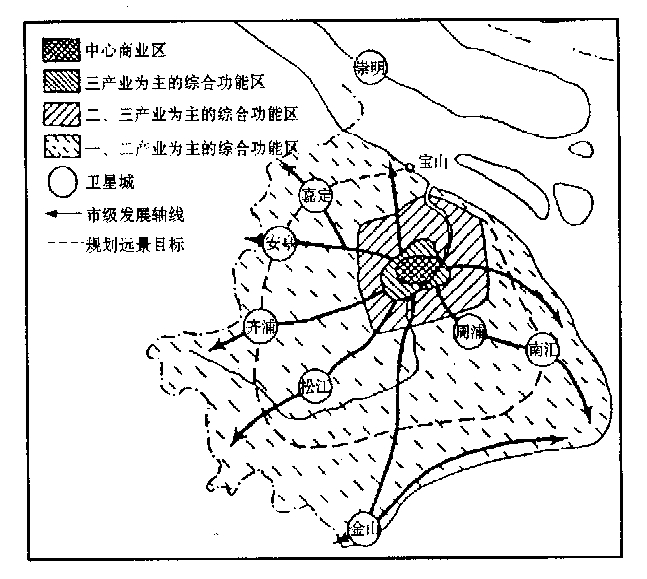 中心商业区
三产业为主的综合功能区
二、三产业为主的综合功能区
一、二产业为主的综合功能区
卫星城
市级发展轴线
规划远景目标
崇明
宝山
嘉定
安亭
齐浦
周浦
南汇
松江
金山